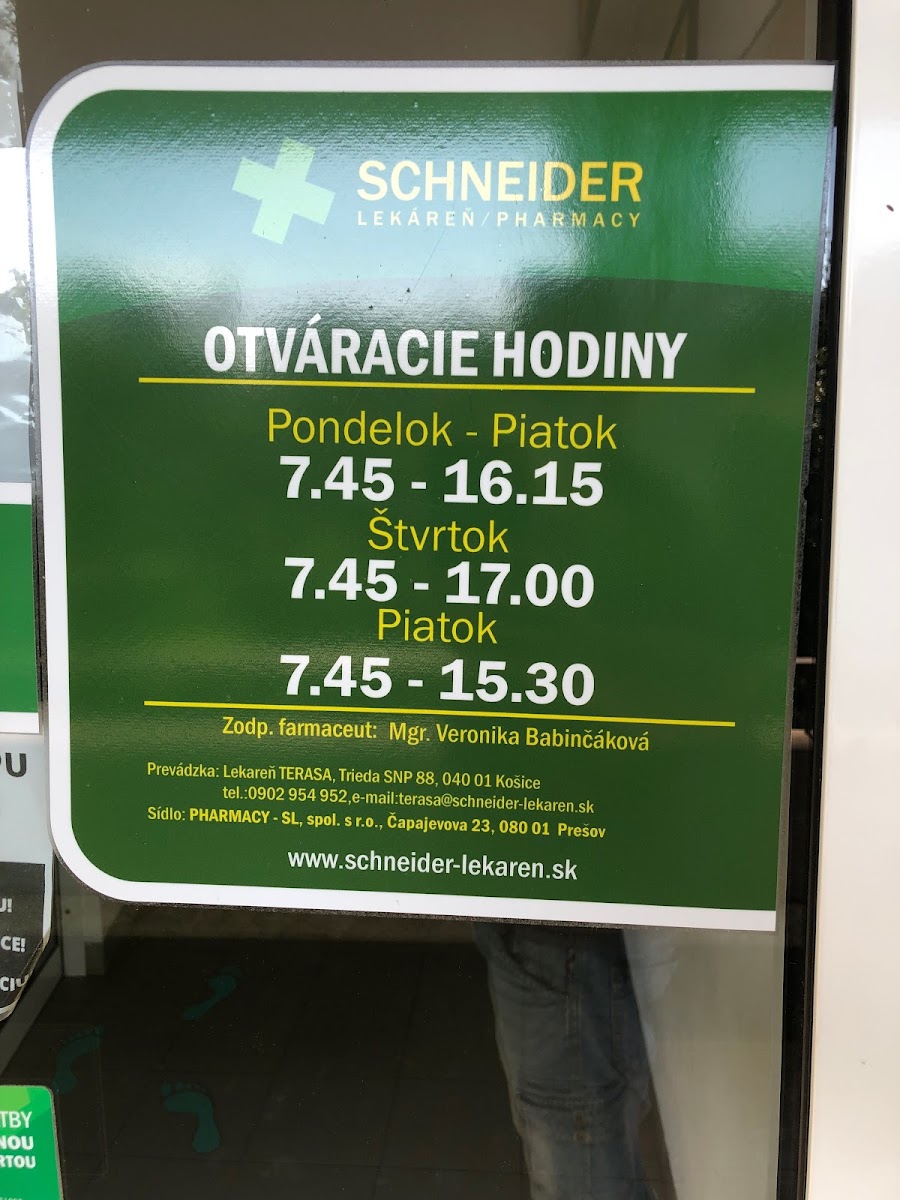 SCHNEIDER
LEKÁREŇ/PHARMACY
OTVÁRACIE HODINY
Pondelok - Piatok
7.45 - 16.15
Štvrtok
7.45 - 17.00
Piatok
7.45 - 15.30
Zodp. farmaceut: Mgr. Veronika Babinčáková
Prevádzka: Lekareň TERASA, Trieda SNP 88, 040 01 Košice
tel.:0902 954 952,e-mail:terasa@schneider-lekaren.sk
Sídlo: PHARMACY - SL, spol. s r.o., Čapajevova 23, 080 01 Prešov
www.schneider-lekaren.sk